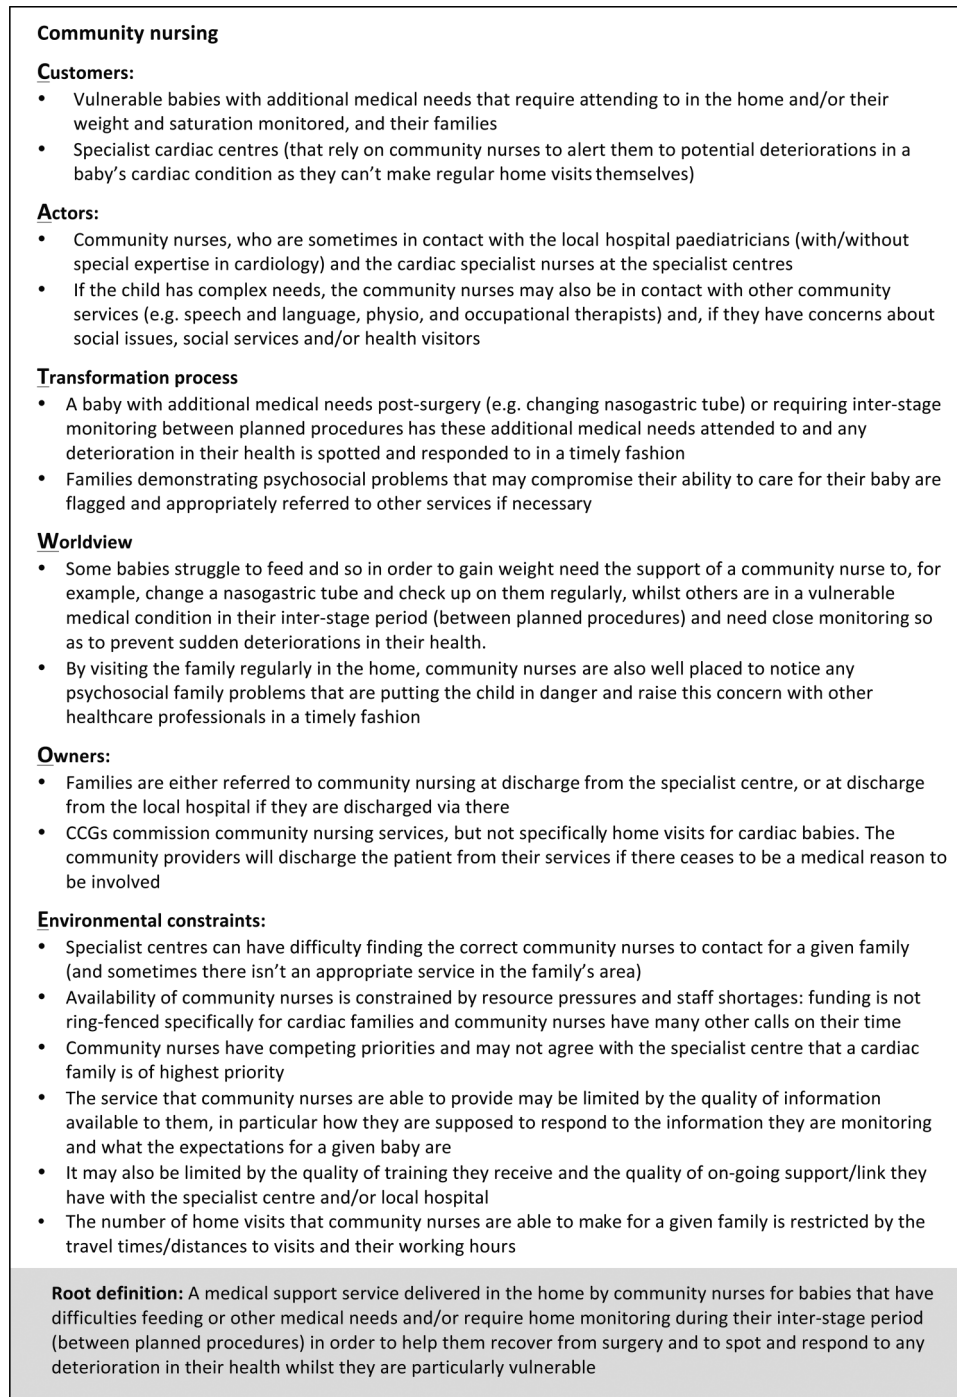 Community nursing
Customers:
• Vulnerable babies with additional medical needs that require attending to in the home and/or their
weight and saturation monitored, and their families
• Specialist cardiac centres (that rely on community nurses to alert them to potential deteriorations in a
baby’s cardiac condition as they can’t make regular home visits themselves)
Actors:
• Community nurses, who are sometimes in contact with the local hospital paediatricians (with/without
special expertise in cardiology) and the cardiac specialist nurses at the specialist centres
• If the child has complex needs, the community nurses may also be in contact with other community
services (e.g. speech and language, physio, and occupational therapists) and, if they have concerns about
social issues, social services and/or health visitors
Transformation process
• A baby with additional medical needs post-surgery (e.g. changing nasogastric tube) or requiring inter-stage
monitoring between planned procedures has these additional medical needs attended to and any
deterioration in their health is spotted and responded to in a timely fashion
• Families demonstrating psychosocial problems that may compromise their ability to care for their baby are
flagged and appropriately referred to other services if necessary
Worldview
• Some babies struggle to feed and so in order to gain weight need the support of a community nurse to, for
example, change a nasogastric tube and check up on them regularly, whilst others are in a vulnerable
medical condition in their inter-stage period (between planned procedures) and need close monitoring so
as to prevent sudden deteriorations in their health.
• By visiting the family regularly in the home, community nurses are also well placed to notice any
psychosocial family problems that are putting the child in danger and raise this concern with other
healthcare professionals in a timely fashion
Owners:
• Families are either referred to community nursing at discharge from the specialist centre, or at discharge
from the local hospital if they are discharged via there
• CCGs commission community nursing services, but not specifically home visits for cardiac babies. The
community providers will discharge the patient from their services if there ceases to be a medical reason to
be involved
Environmental constraints:
• Specialist centres can have difficulty finding the correct community nurses to contact for a given family
(and sometimes there isn’t an appropriate service in the family’s area)
• Availability of community nurses is constrained by resource pressures and staff shortages: funding is not
ring-fenced specifically for cardiac families and community nurses have many other calls on their time
• Community nurses have competing priorities and may not agree with the specialist centre that a cardiac
family is of highest priority
• The service that community nurses are able to provide may be limited by the quality of information
available to them, in particular how they are supposed to respond to the information they are monitoring
and what the expectations for a given baby are
• It may also be limited by the quality of training they receive and the quality of on-going support/link they
have with the specialist centre and/or local hospital
• The number of home visits that community nurses are able to make for a given family is restricted by the
travel times/distances to visits and their working hours
Root definition: A medical support service delivered in the home by community nurses for babies that have
difficulties feeding or other medical needs and/or require home monitoring during their inter-stage period
(between planned procedures) in order to help them recover from surgery and to spot and respond to any
deterioration in their health whilst they are particularly vulnerable